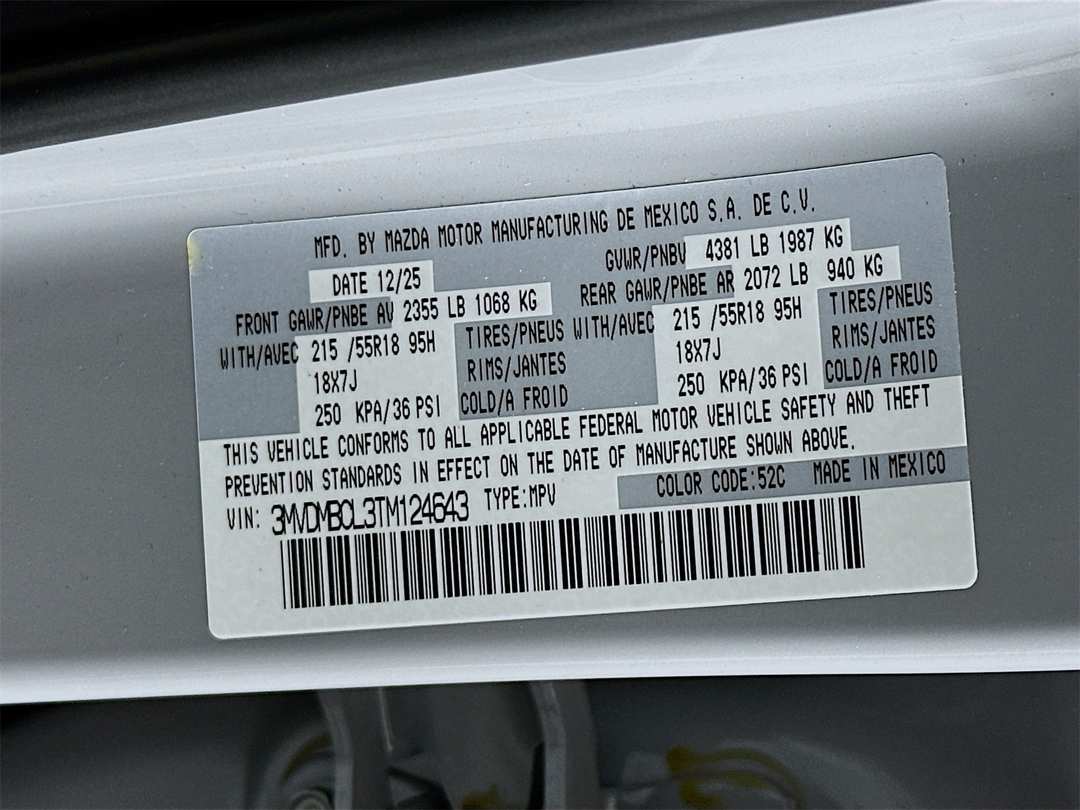 MFD. BY MAZDA MOTOR MANUFACTURING DE MEXICO S.A. DE C.V.
DATE 12/25 GVWR/PNBV 4381 LB 1987 KG
FRONT GAWR/PNBE AV 2355 LB 1068 KG REAR GAWR/PNBE AR 2072 LB 940 KG
WITH/AVEC 215 /55R18 95H TIRES/PNEUS WITH/AVEC 215 /55R18 95H TIRES/PNEUS
18X7J RIMS/JANTES 18X7J RIMS/JANTES
250 KPA/36 PSI COLD/A FROID 250 KPA/36 PSI COLD/A FROID
THIS VEHICLE CONFORMS TO ALL APPLICABLE FEDERAL MOTOR VEHICLE SAFETY AND THEFT
PREVENTION STANDARDS IN EFFECT ON THE DATE OF MANUFACTURE SHOWN ABOVE.
VIN: 3MVDMBCL3TM124643 TYPE:MPV COLOR CODE:52C MADE IN MEXICO